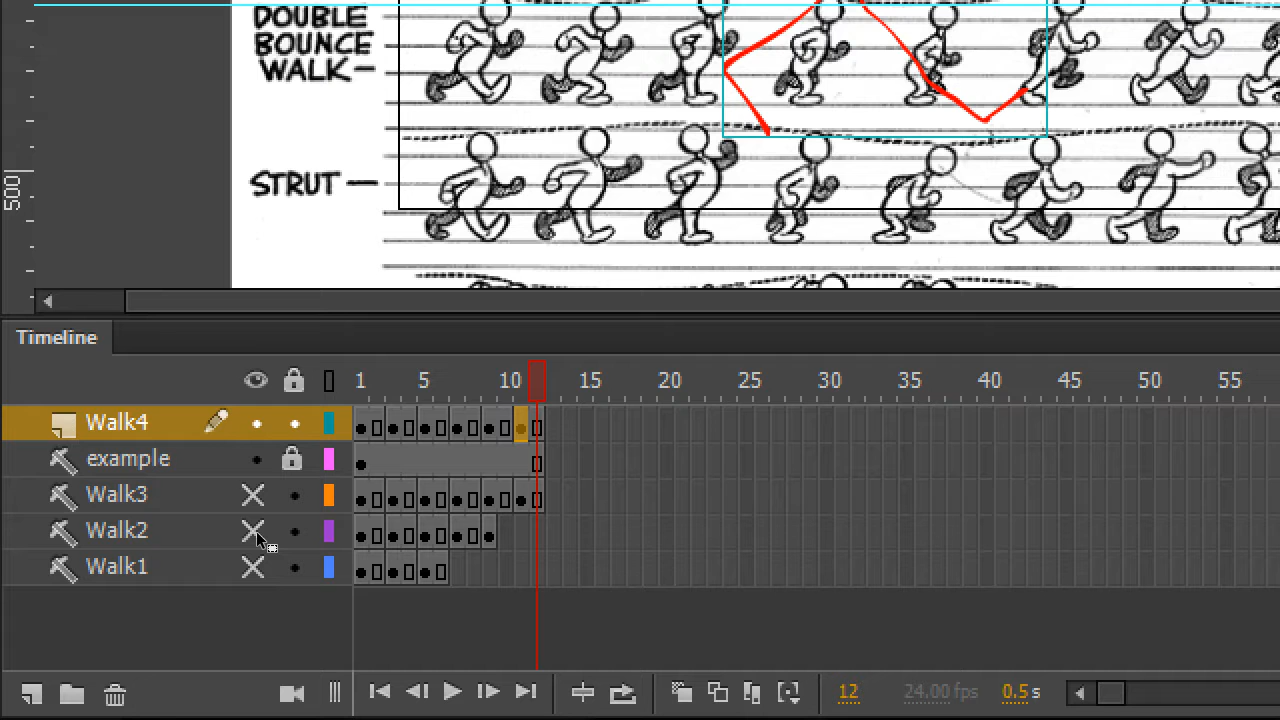 DOUBLE
BOUNCE
WALK—
STRUT —
500
Timeline
1 5 10 15 20 25 30 35 40 45 50 55
Walk4
example
Walk3
Walk2
Walk1
12 24.00 fps 0.5 s